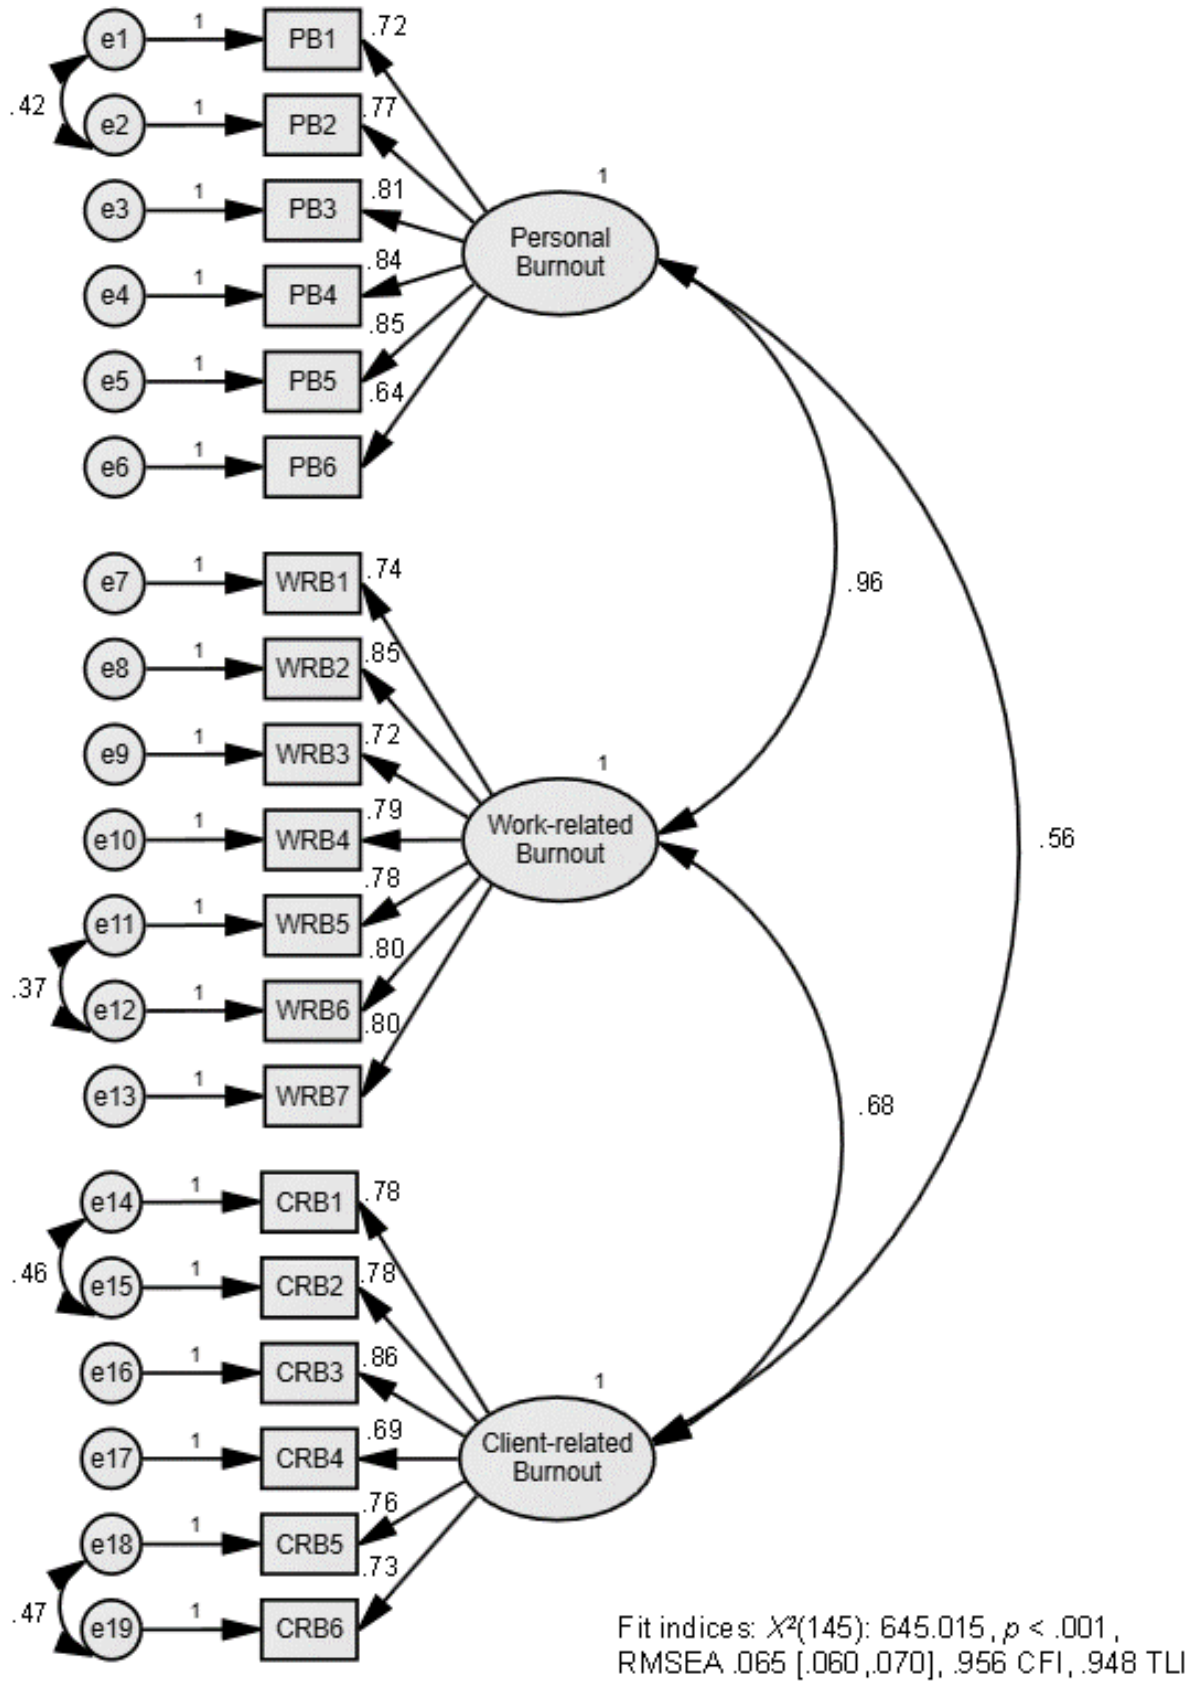 e1 1 PB1 .72
.42
e2 1 PB2 .77
e3 1 PB3 .81
e4 1 PB4 .84
e5 1 PB5 .85
e6 1 PB6 .64
1
Personal
Burnout
e7 1 WRB1 .74
e8 1 WRB2 .85
e9 1 WRB3 .72
e10 1 WRB4 .79
e11 1 WRB5 .78
.37
e12 1 WRB6 .80
e13 1 WRB7 .80
1
Work-related
Burnout
.96
.56
.68
e14 1 CRB1 .78
.46
e15 1 CRB2 .78
e16 1 CRB3 .86
e17 1 CRB4 .69
e18 1 CRB5 .76
.47
e19 1 CRB6 .73
1
Client-related
Burnout
Fit indices: X²(145): 645.015, p < .001,
RMSEA .065 [.060,.070], .956 CFI, .948 TLI